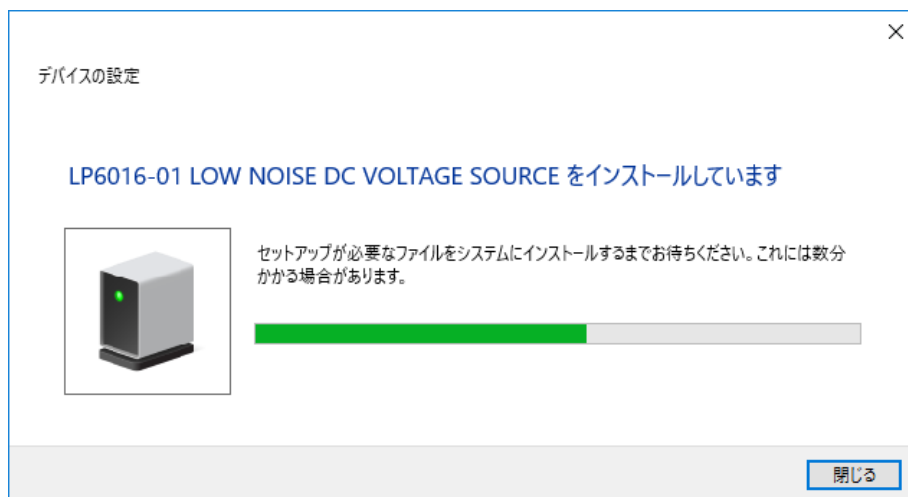 デバイスの設定
LP6016-01 LOW NOISE DC VOLTAGE SOURCE をインストールしています
セットアップが必要なファイルをシステムにインストールするまでお待ちください。これには数分
かかる場合があります。
閉じる